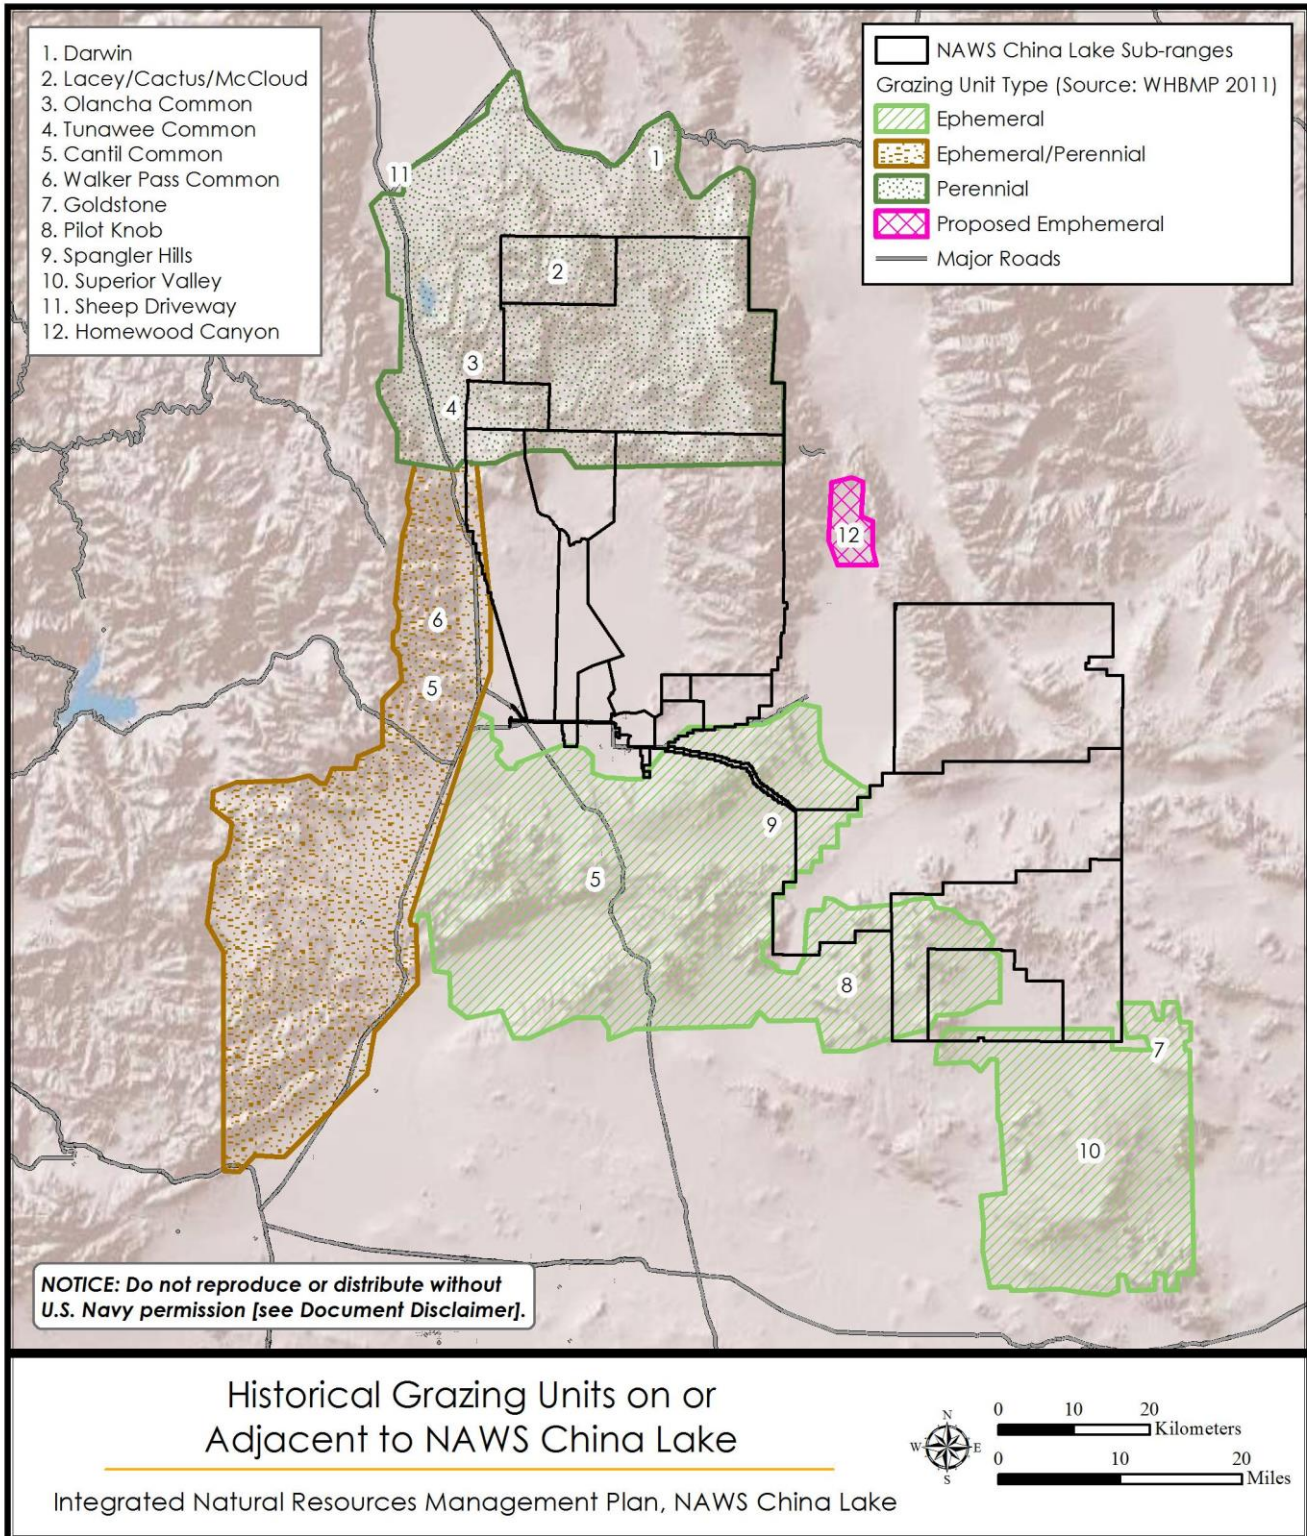 1. Darwin
2. Lacey/Cactus/McCloud
3. Olancha Common
4. Tunawee Common
5. Cantil Common
6. Walker Pass Common
7. Goldstone
8. Pilot Knob
9. Spangler Hills
10. Superior Valley
11. Sheep Driveway
12. Homewood Canyon
NAWS China Lake Sub-ranges
Grazing Unit Type (Source: WHBMP 2011)
Ephemeral
Ephemeral/Perennial
Perennial
Proposed Emphemeral
Major Roads
1
11
2
3
4
12
6
5
9
5
8
7
10
NOTICE: Do not reproduce or distribute without
U.S. Navy permission [see Document Disclaimer].
Historical Grazing Units on or
Adjacent to NAWS China Lake
Integrated Natural Resources Management Plan, NAWS China Lake
N
W E
S
0 10 20
Kilometers
0 10 20
Miles